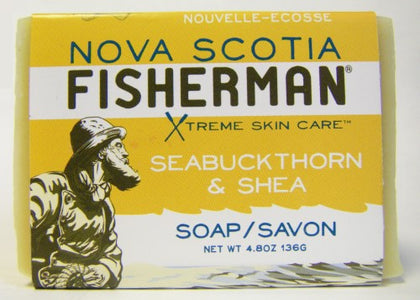 NOUVELLE-ECOSSE
NOVA SCOTIA
FISHERMAN®
XTREME SKIN CARE™
SEABUCKTHORN
& SHEA
SOAP/SAVON
NET WT 4.8OZ 136G